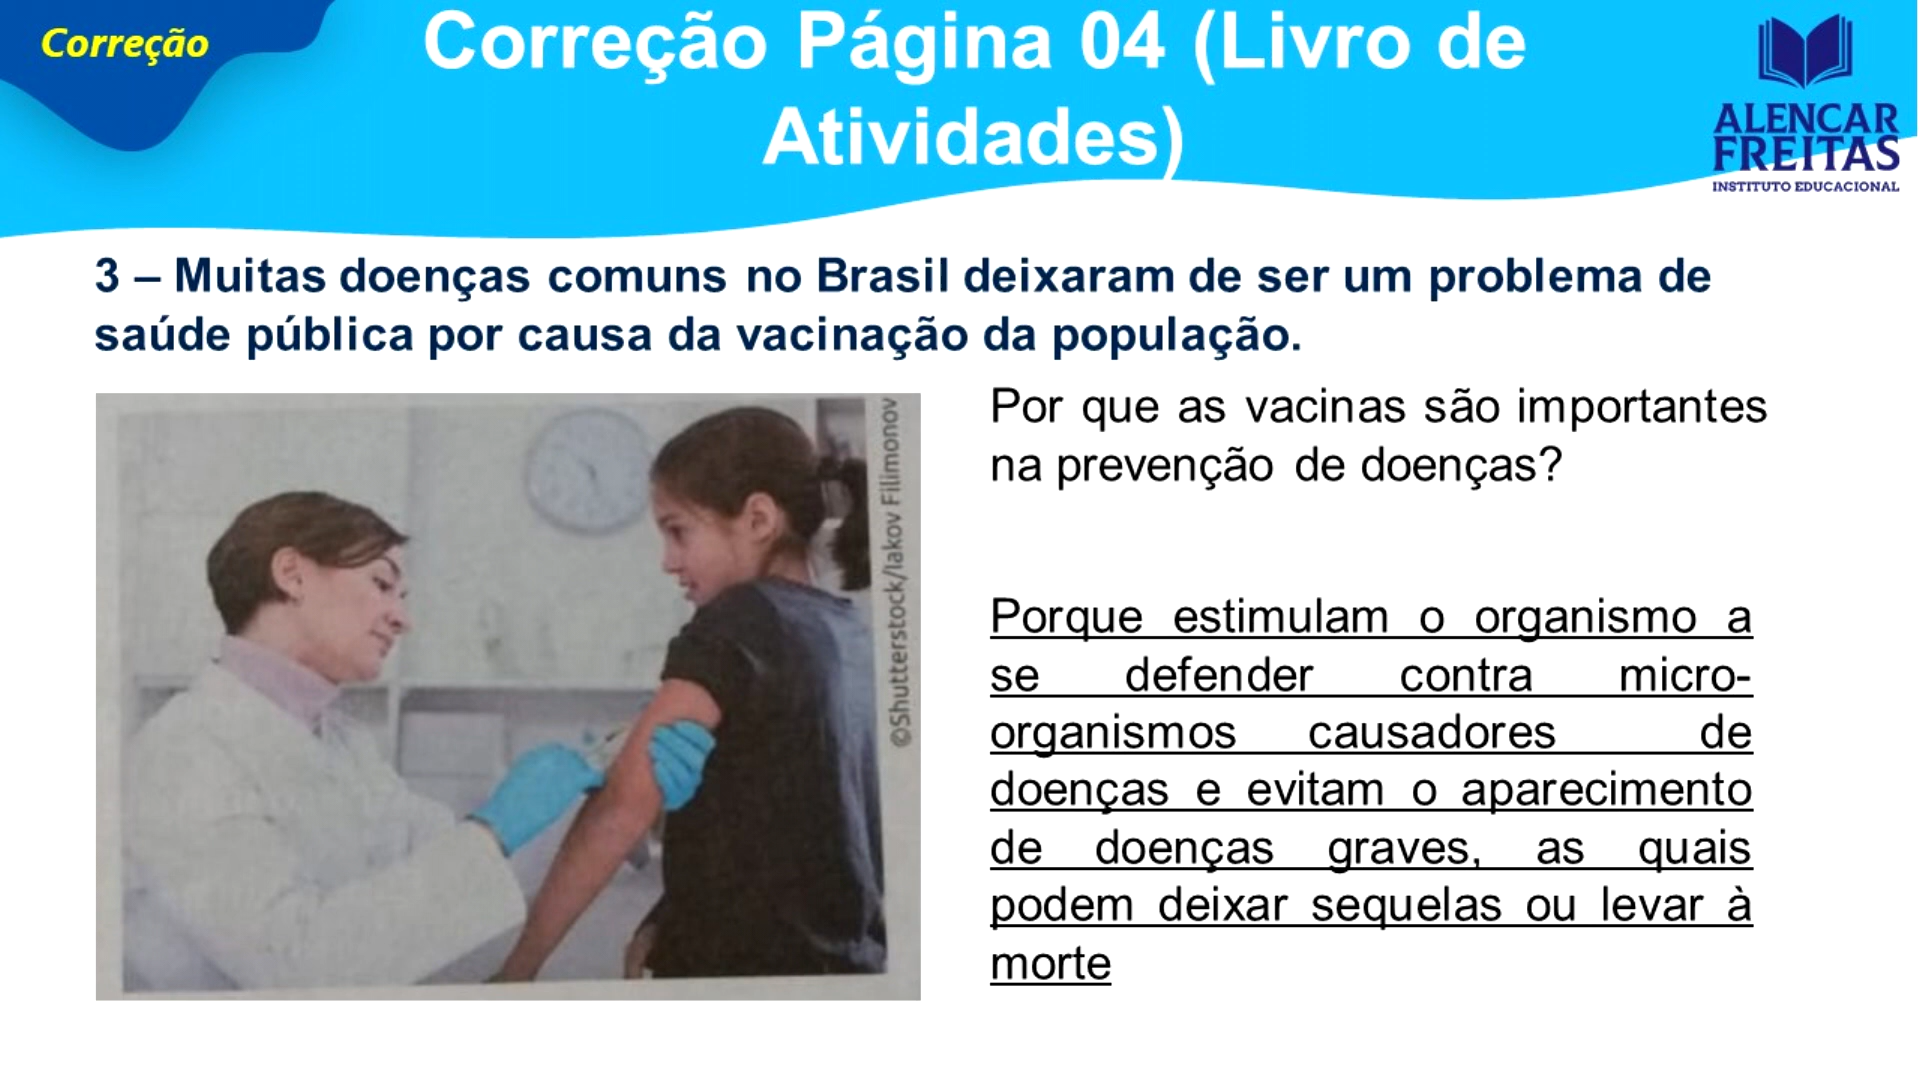 Correção
Correção Página 04 (Livro de
Atividades)
ALENCAR
FREITAS
INSTITUTO EDUCACIONAL
3 – Muitas doenças comuns no Brasil deixaram de ser um problema de
saúde pública por causa da vacinação da população.
©Shutterstock/Iakov Filimonov
Por que as vacinas são importantes
na prevenção de doenças?
Porque estimulam o organismo a
se defender contra micro-
organismos causadores de
doenças e evitam o aparecimento
de doenças graves, as quais
podem deixar sequelas ou levar à
morte